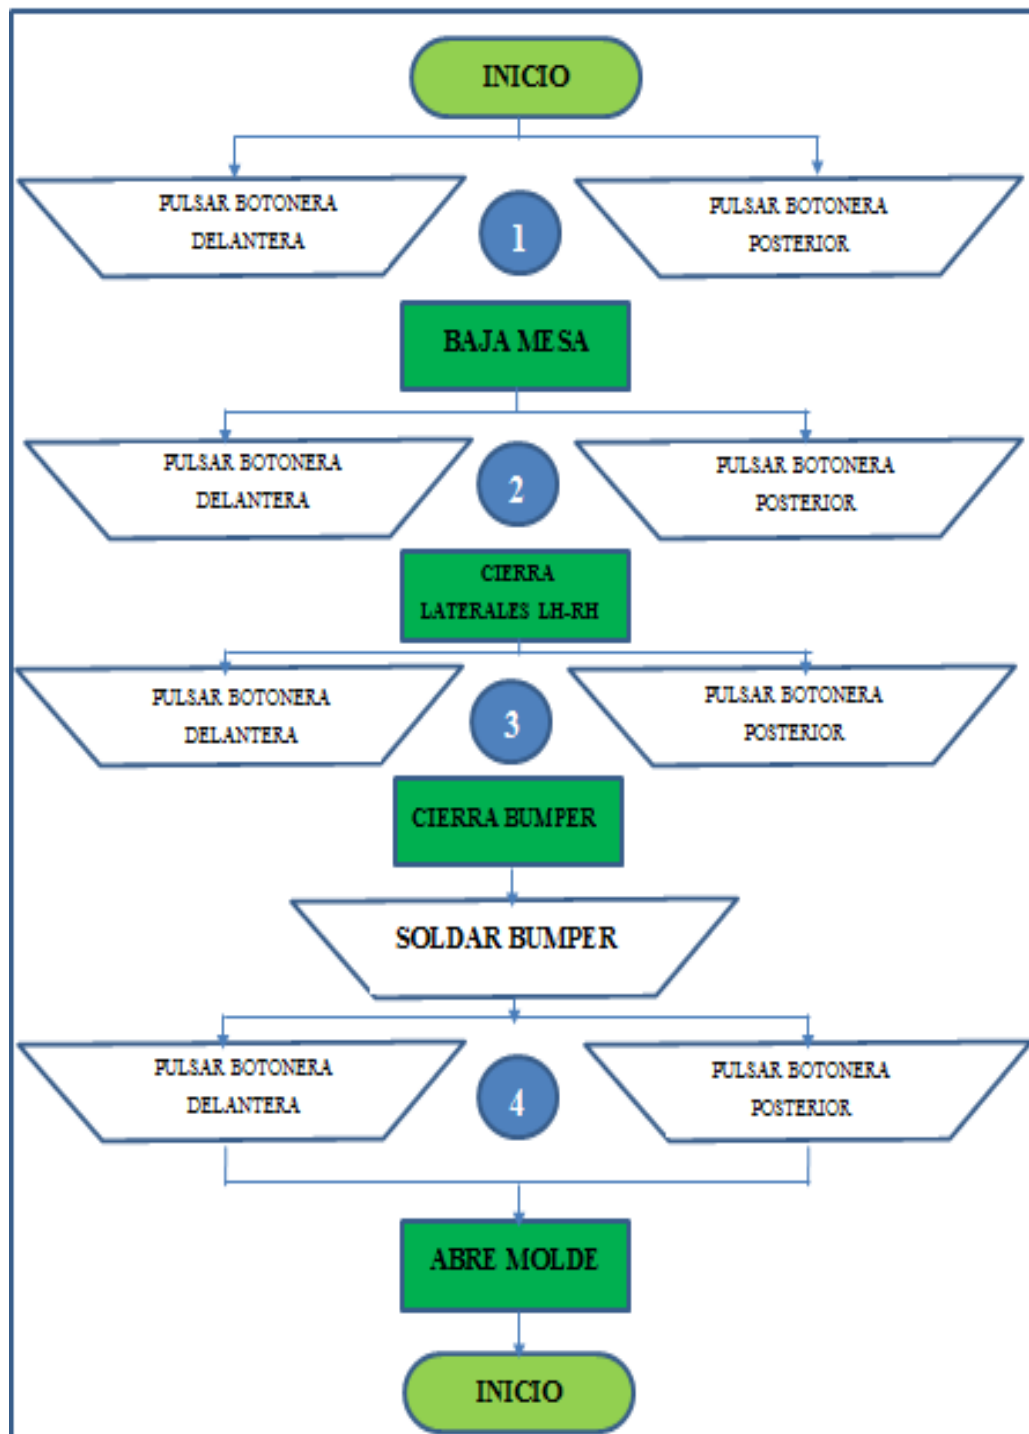 INICIO
PULSAR BOTONERA
DELANTERA
1
PULSAR BOTONERA
POSTERIOR
BAJA MESA
PULSAR BOTONERA
DELANTERA
2
PULSAR BOTONERA
POSTERIOR
CIERRA
LATERALES LH-RH
PULSAR BOTONERA
DELANTERA
3
PULSAR BOTONERA
POSTERIOR
CIERRA BUMPER
SOLDAR BUMPER
PULSAR BOTONERA
DELANTERA
4
PULSAR BOTONERA
POSTERIOR
ABRE MOLDE
INICIO